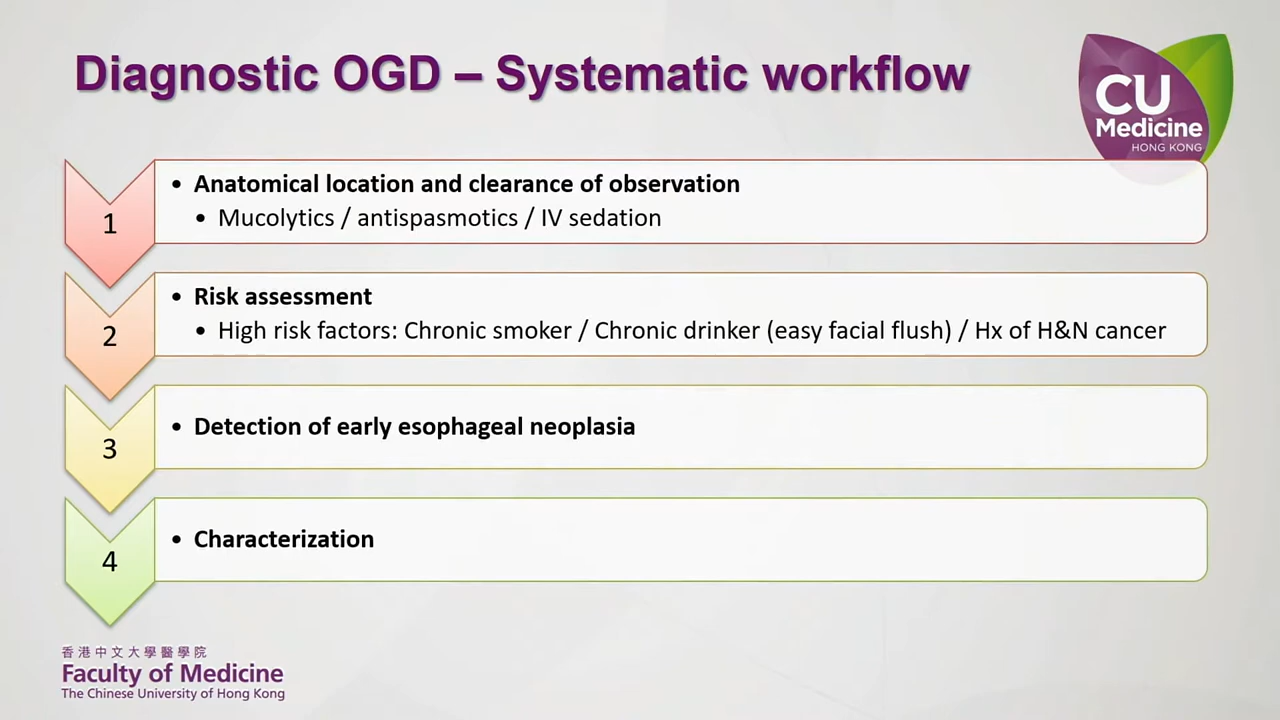 Diagnostic OGD – Systematic workflow
CU
Medicine
HONG KONG
1
• Anatomical location and clearance of observation
• Mucolytics / antispasmotics / IV sedation
2
• Risk assessment
• High risk factors: Chronic smoker / Chronic drinker (easy facial flush) / Hx of H&N cancer
3
• Detection of early esophageal neoplasia
4
• Characterization
香港中文大學醫學院
Faculty of Medicine
The Chinese University of Hong Kong